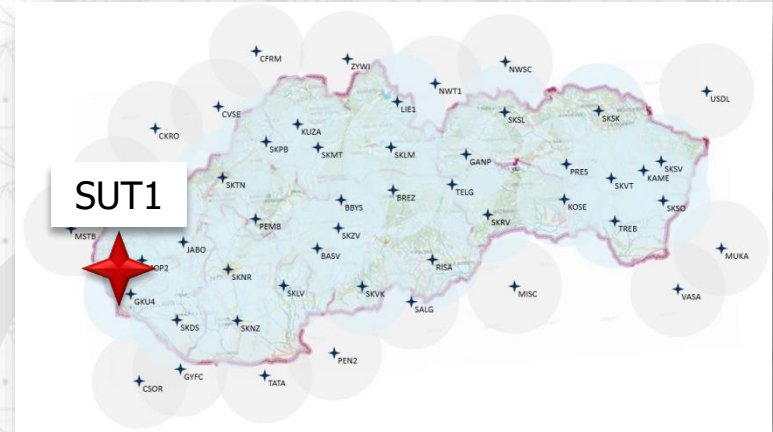 CFRM
ZYWI
NWSC
NWT1
USDL
LIE1
CVSE
SKSL
SKSK
KUZA
CKRO
SKPB
SKMT
SKLM
GANP
SKSV
PRES
KAME
SKTN
SKVT
SUT1
TELG
BREZ
BBYS
KOSE
SKSO
SKRV
PEMB
TREB
MSTB
SKZV
JABO
BASV
MUKA
RISA
SKNR
SKLV
SKVK
MISC
VASA
GKU4
SALG
SKDS
SKNZ
PEN2
GYFC
TATA
CSOR